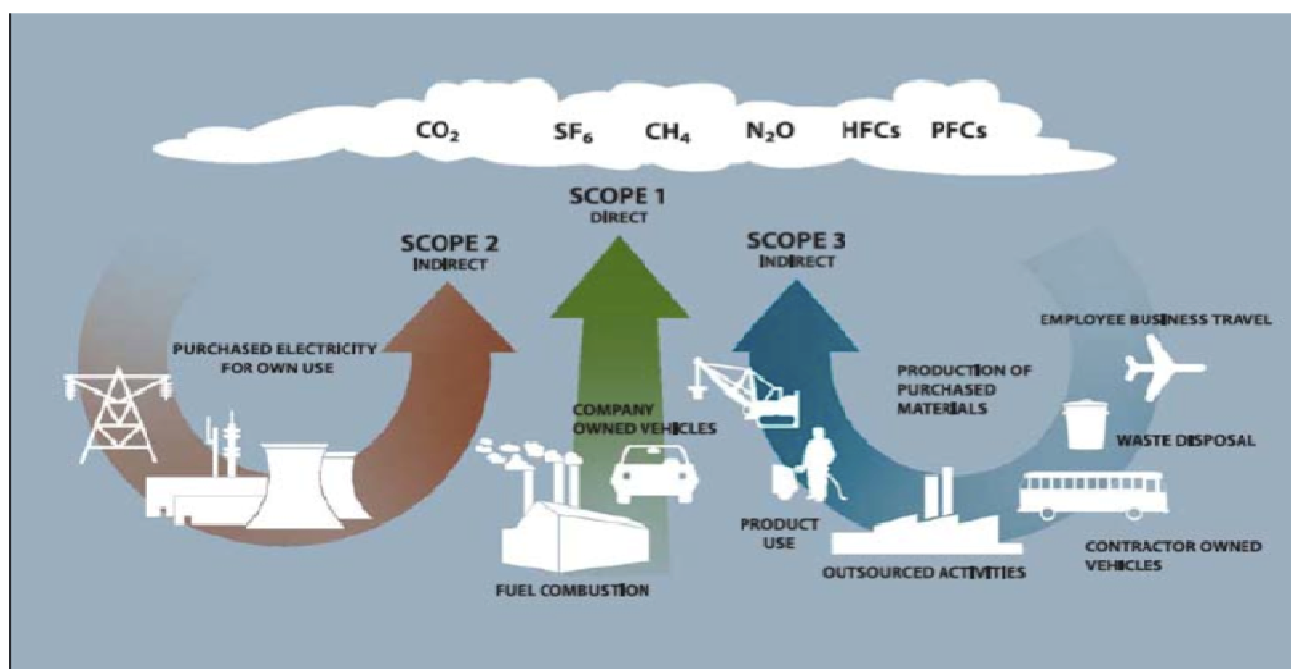 CO₂ SF₆ CH₄ N₂O HFCs PFCs
SCOPE 1
DIRECT
SCOPE 2
INDIRECT
SCOPE 3
INDIRECT
PURCHASED ELECTRICITY
FOR OWN USE
COMPANY
OWNED VEHICLES
FUEL COMBUSTION
EMPLOYEE BUSINESS TRAVEL
PRODUCTION OF
PURCHASED
MATERIALS
WASTE DISPOSAL
PRODUCT
USE
OUTSOURCED ACTIVITIES
CONTRACTOR OWNED
VEHICLES